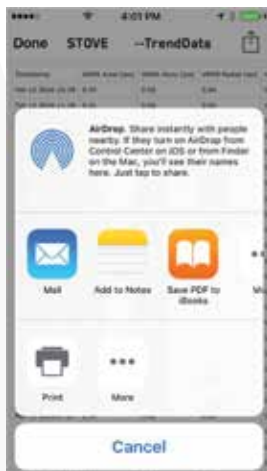 4:01 PM
Done STOVE --TrendData
AirDrop. Share instantly with people
nearby. If they turn on AirDrop from
Control Center on iOS or from Finder
on the Mac, you'll see their names
here. Just tap to share.
Mail
Add to Notes
Save PDF to
iBooks
Print
More
Cancel